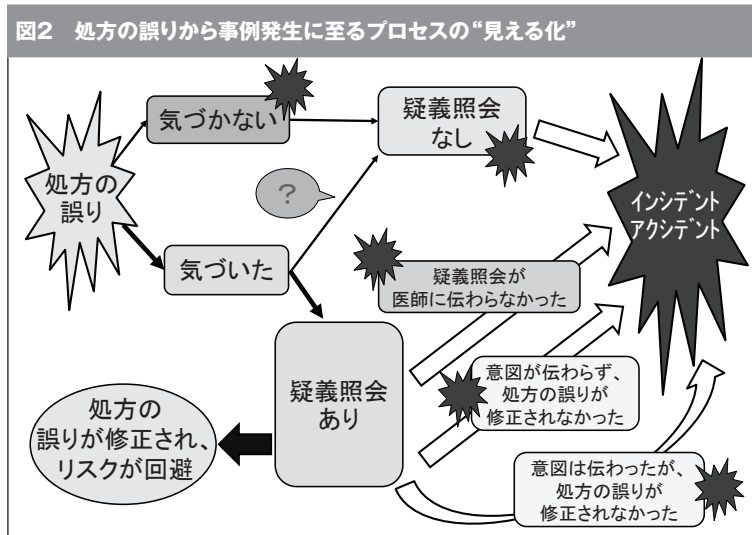 図2 処方の誤りから事例発生に至るプロセスの“見える化”
気づかない
疑義照会
なし
処方の
誤り
?
インシデント
アクシデント
気づいた
疑義照会が
医師に伝わらなかった
疑義照会
あり
意図が伝わらず、
処方の誤りが
修正されなかった
処方の
誤りが修正され、
リスクが回避
意図は伝わったが、
処方の誤りが
修正されなかった